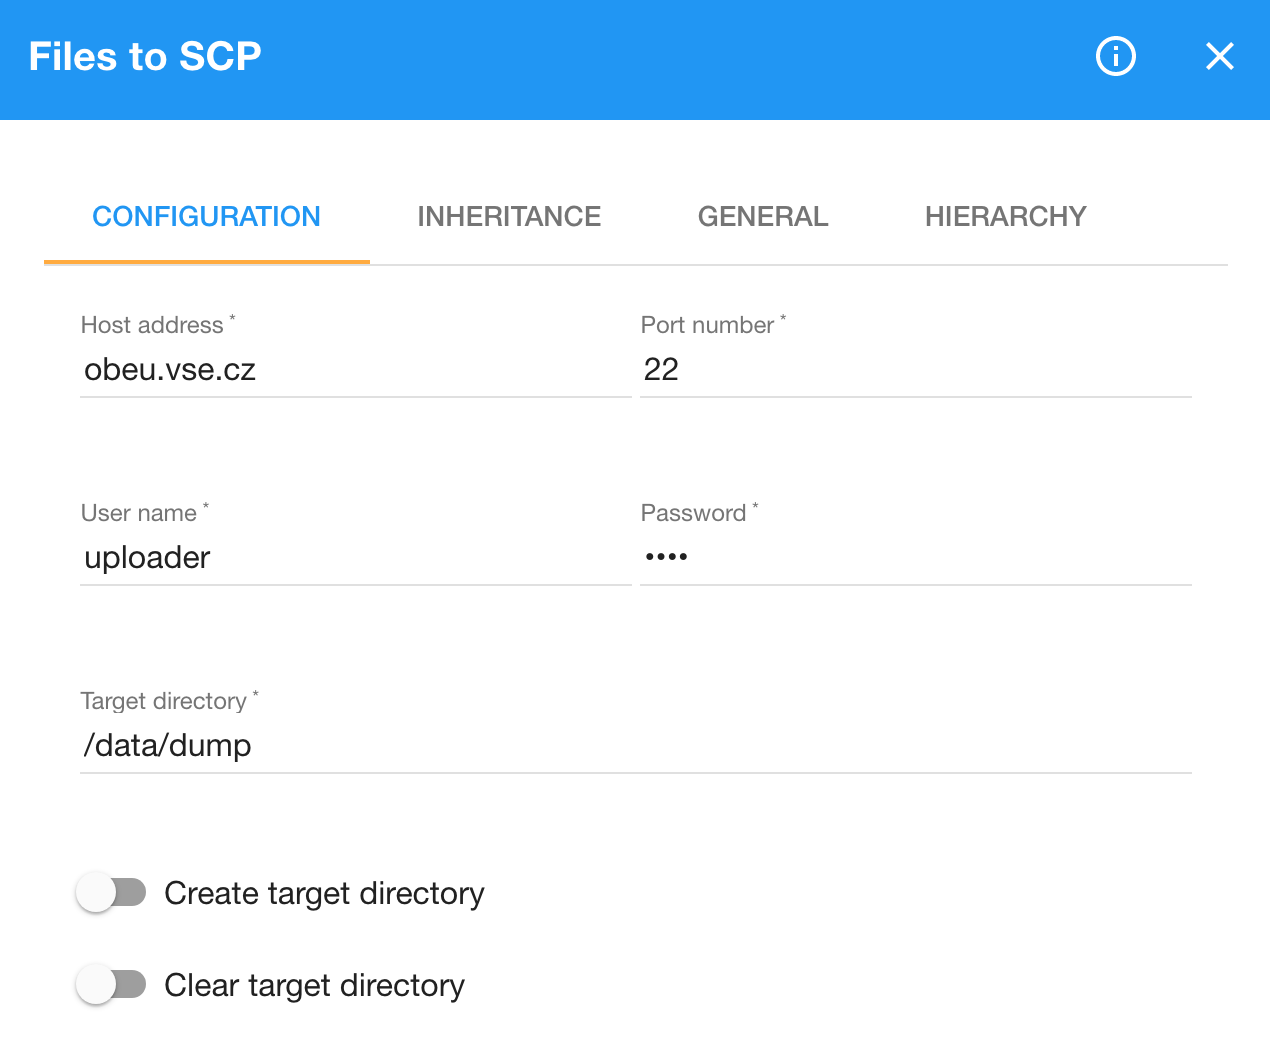 Files to SCP
CONFIGURATION INHERITANCE GENERAL HIERARCHY
Host address * Port number *
obeu.vse.cz 22
User name * Password *
uploader ••••
Target directory *
/data/dump
Create target directory
Clear target directory